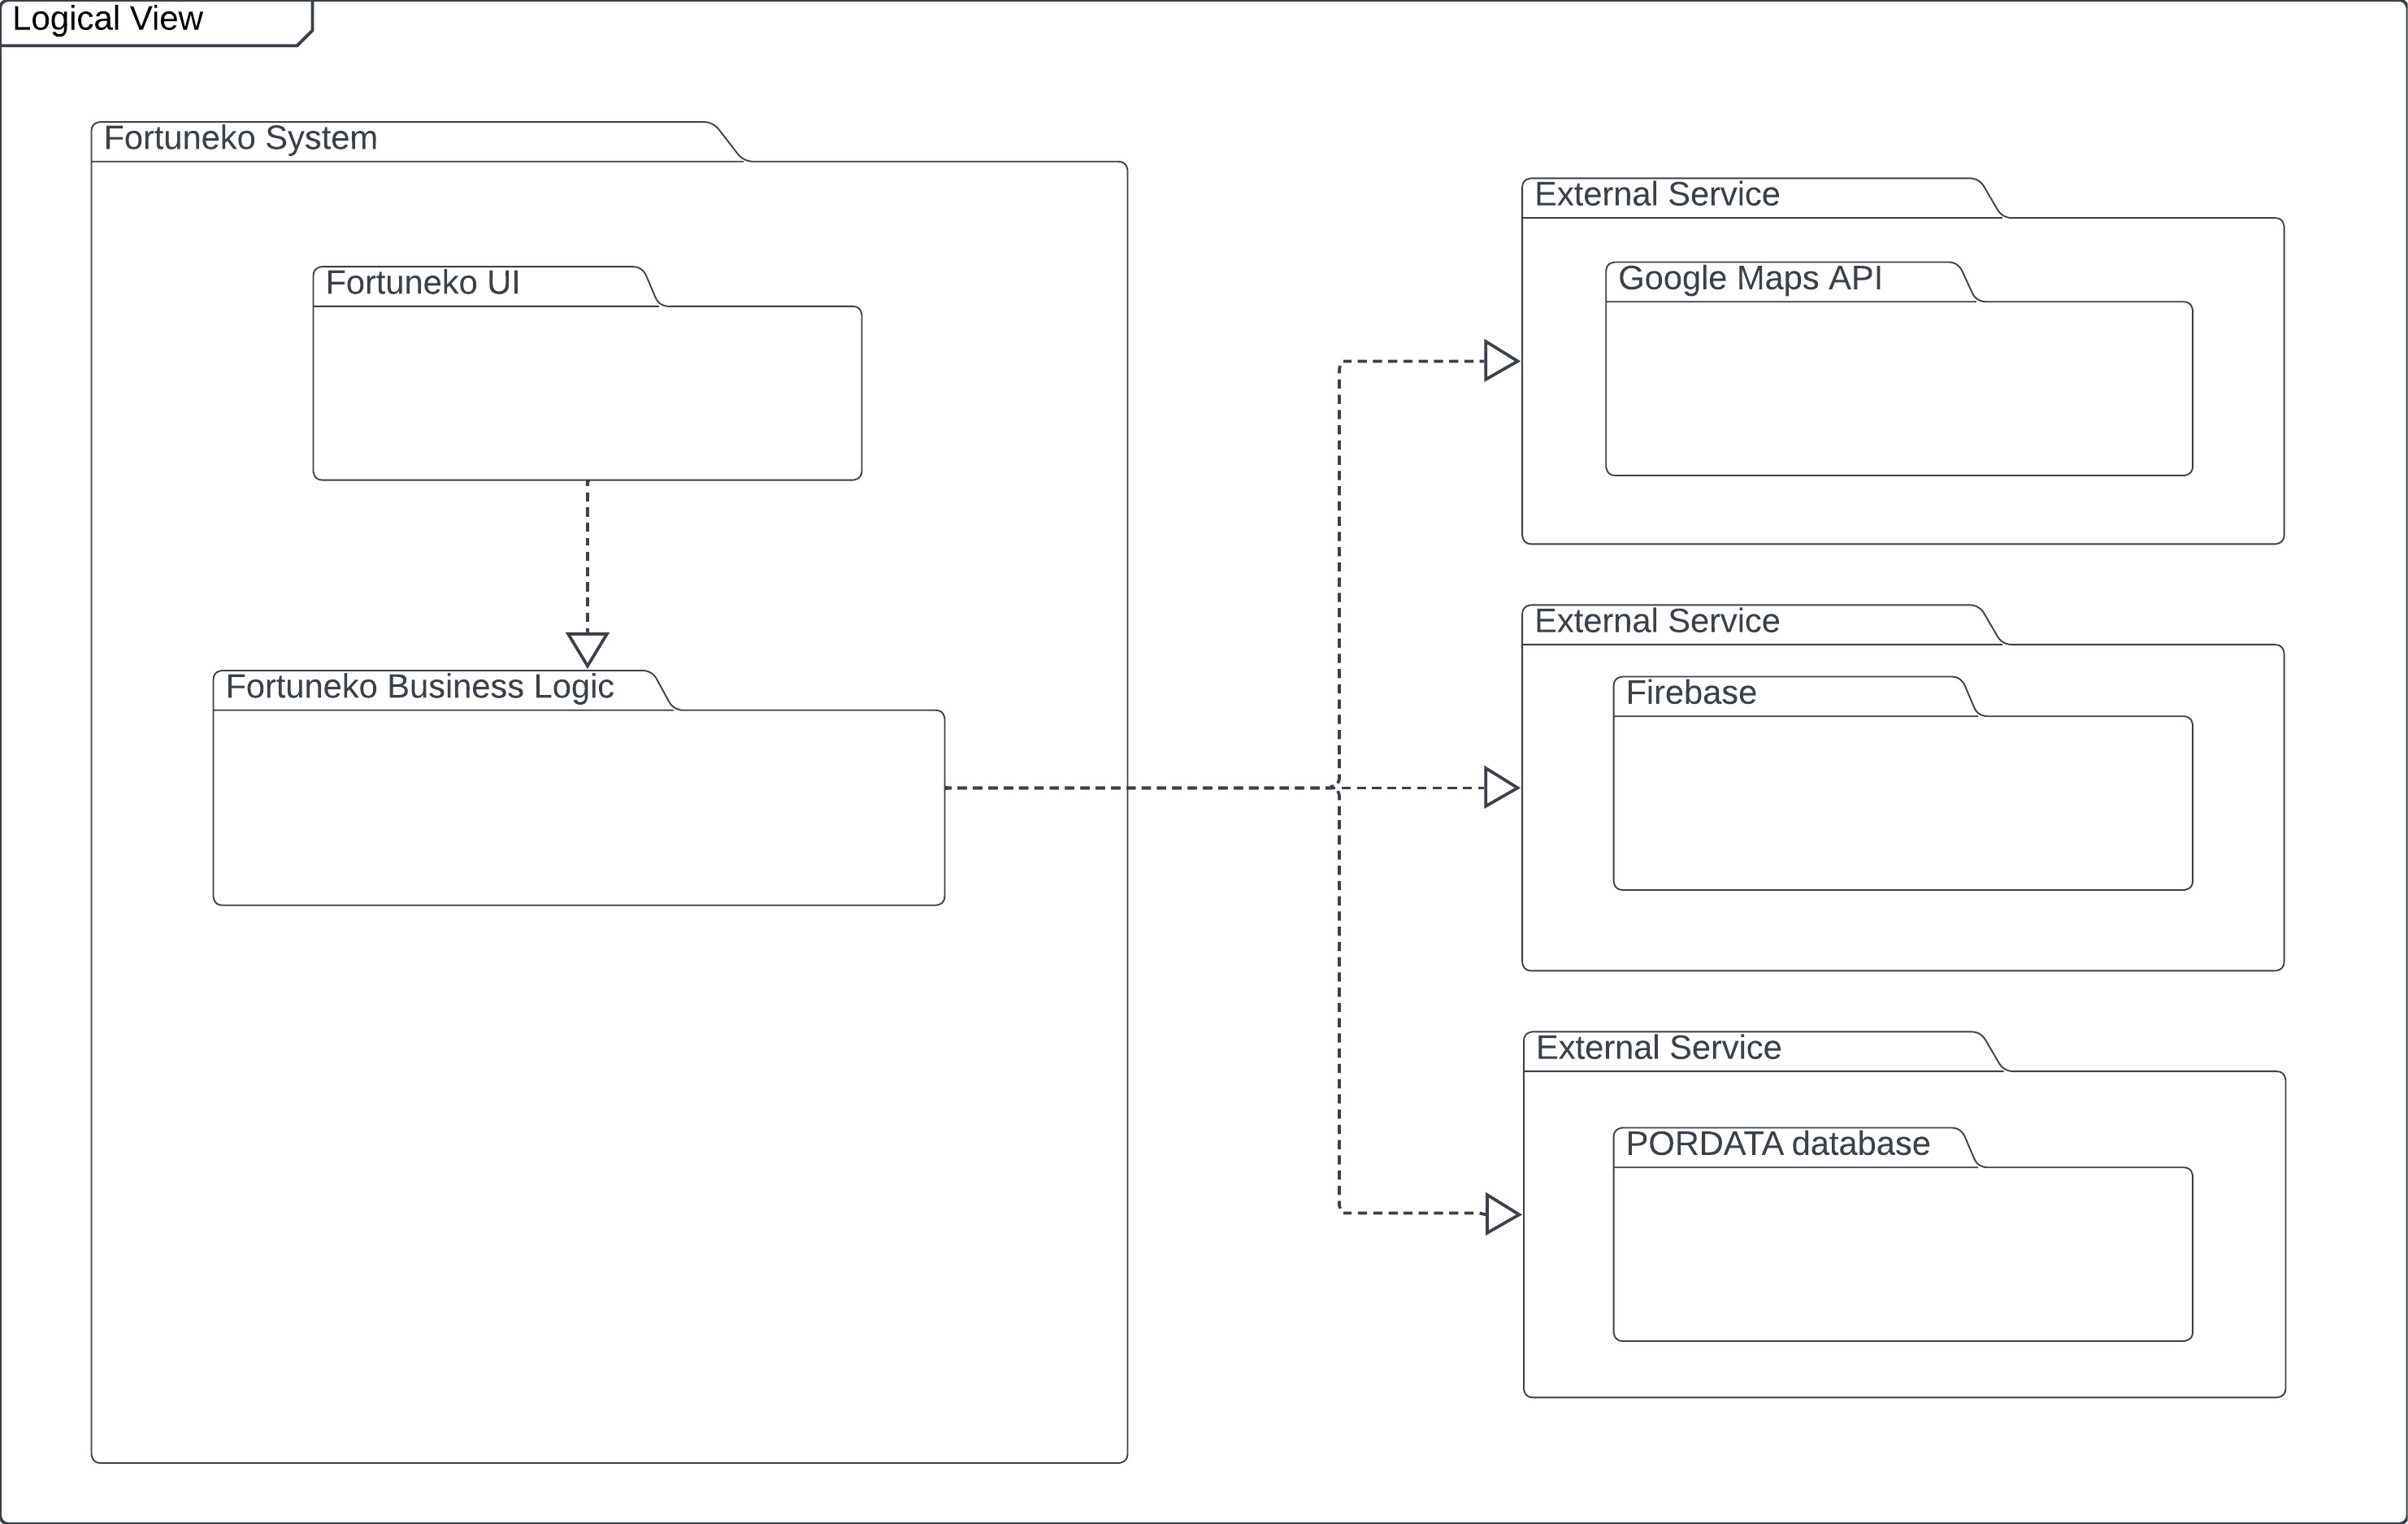 Logical View
Fortuneko System
Fortuneko UI
Fortuneko Business Logic
External Service
Google Maps API
External Service
Firebase
External Service
PORDATA database